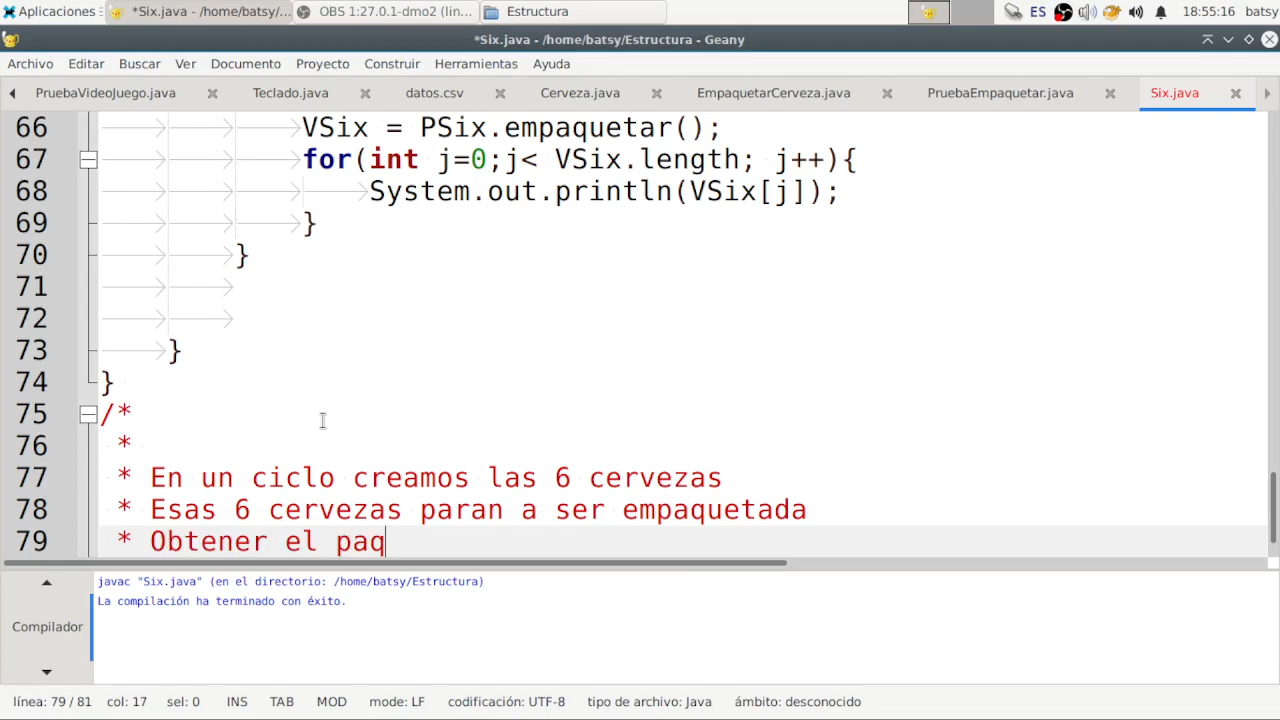 Aplicaciones
*Six.java - /home/batsy/...
OBS 1:27.0.1-dmo2 (lin...
Estructura
ES
18:55:16
batsy
*Six.java - /home/batsy/Estructura - Geany
Archivo Editar Buscar Ver Documento Proyecto Construir Herramientas Ayuda
PruebaVideoJuego.java Teclado.java datos.csv Cerveza.java EmpaquetarCerveza.java PruebaEmpaquetar.java Six.java
66 VSix = PSix.empaquetar();
67 for(int j=0;j< VSix.length; j++){
68 System.out.println(VSix[j]);
69 }
70 }
71
72
73 }
74 }
75 /*
76 *
77 * En un ciclo creamos las 6 cervezas
78 * Esas 6 cervezas paran a ser empaquetada
79 * Obtener el paq
javac "Six.java" (en el directorio: /home/batsy/Estructura)
La compilación ha terminado con éxito.
Compilador
línea: 79 / 81 col: 17 sel: 0 INS TAB MOD mode: LF codificación: UTF-8 tipo de archivo: Java ámbito: desconocido